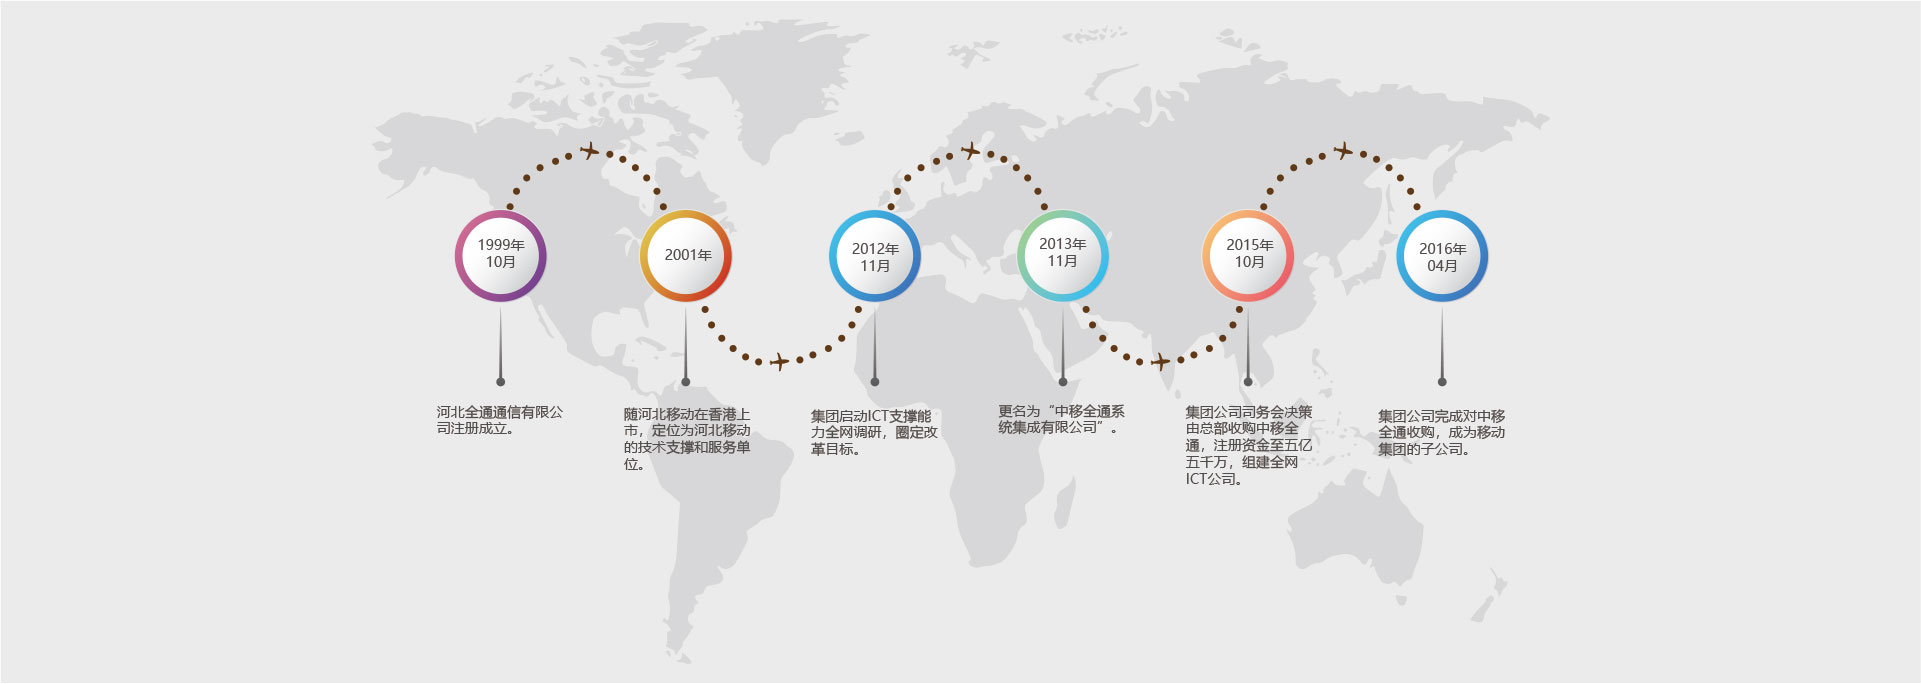 1999年
10月
河北全通通信有限公
司注册成立。
2001年
随河北移动在香港上
市，定位为河北移动
的技术支撑和服务单
位。
2012年
11月
集团启动ICT支撑能
力全网调研，圈定改
革目标。
2013年
11月
更名为“中移全通系
统集成有限公司”。
2015年
10月
集团公司司务会决策
由总部收购中移全
通，注册资金至五亿
五千万，组建全网
ICT公司。
2016年
04月
集团公司完成对中移
全通收购，成为移动
集团的子公司。